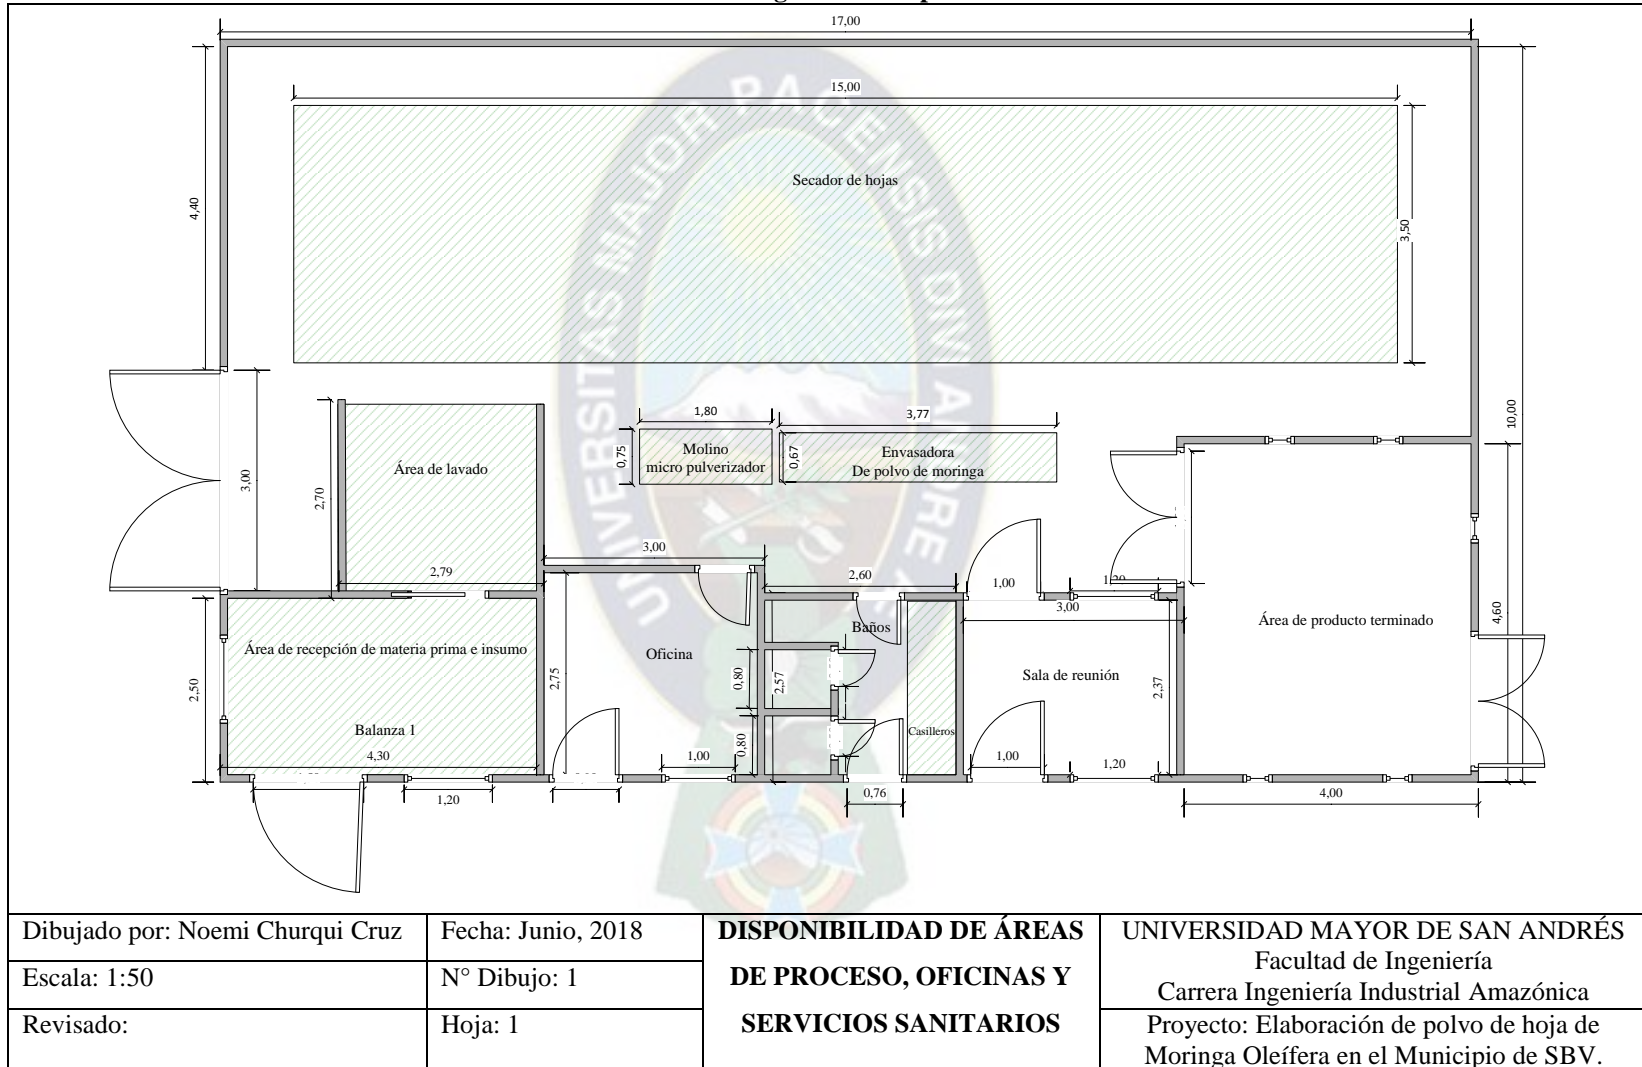 17,00
15,00
Secador de hojas
4,40
3,50
10,00
1,80
3,77
Molino
micro pulverizador
0,75
0,67
Envasadora
De polvo de moringa
Área de lavado
3,00
2,70
2,79
3,00
2,60
1,00
1,20
3,00
Área de producto terminado
4,60
Área de recepción de materia prima e insumo
Oficina
Baños
Sala de reunión
2,50
2,75
0,80
2,57
2,37
Balanza 1
Casilleros
4,30
0,80
1,00
1,00
1,20
1,20
0,76
4,00
UNIVERSITAS MAJOR PACENSIS DIVI ANDREAE
Dibujado por: Noemi Churqui Cruz
Fecha: Junio, 2018
Escala: 1:50
N° Dibujo: 1
Revisado:
Hoja: 1
DISPONIBILIDAD DE ÁREAS
DE PROCESO, OFICINAS Y
SERVICIOS SANITARIOS
UNIVERSIDAD MAYOR DE SAN ANDRÉS
Facultad de Ingeniería
Carrera Ingeniería Industrial Amazónica
Proyecto: Elaboración de polvo de hoja de
Moringa Oleífera en el Municipio de SBV.